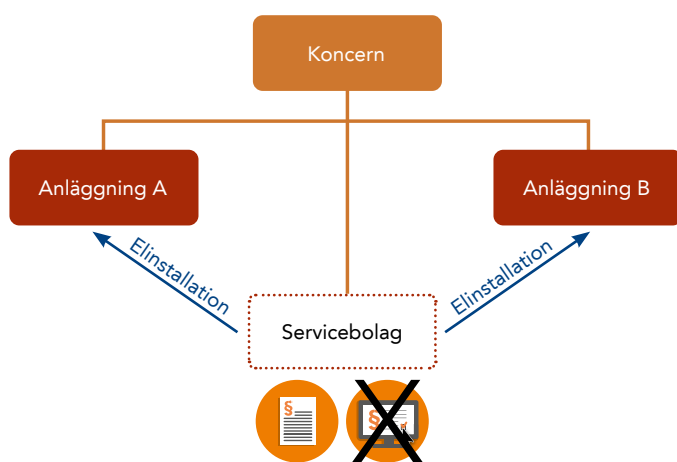 Koncern
Anläggning A
Anläggning B
Elinstallation
Elinstallation
Servicebolag
§
§